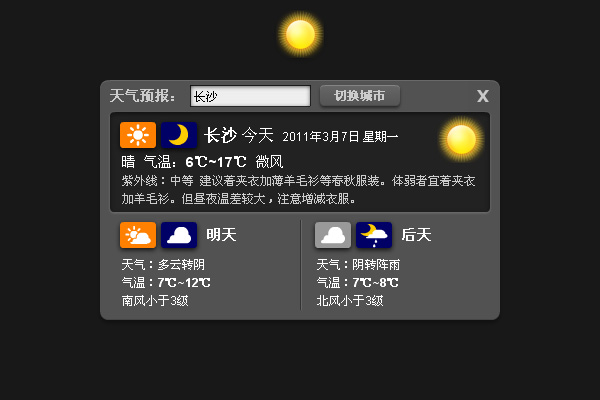 天气预报： 长沙 切换城市 X
长沙 今天 2011年3月7日 星期一
晴 气温：6℃~17℃ 微风
紫外线：中等 建议着夹衣加薄羊毛衫等春秋服装。体弱者宜着夹衣
加羊毛衫。但昼夜温差较大，注意增减衣服。
明天
天气：多云转阴
气温：7℃~12℃
南风小于3级
后天
天气：阴转阵雨
气温：7℃~8℃
北风小于3级